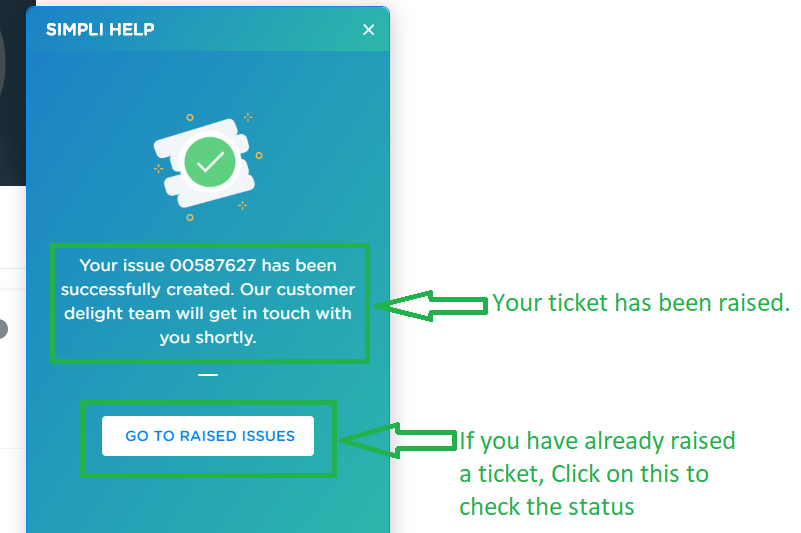 SIMPLI HELP
Your issue 00587627 has been
successfully created. Our customer
delight team will get in touch with
you shortly.
Your ticket has been raised.
GO TO RAISED ISSUES
If you have already raised
a ticket, Click on this to
check the status